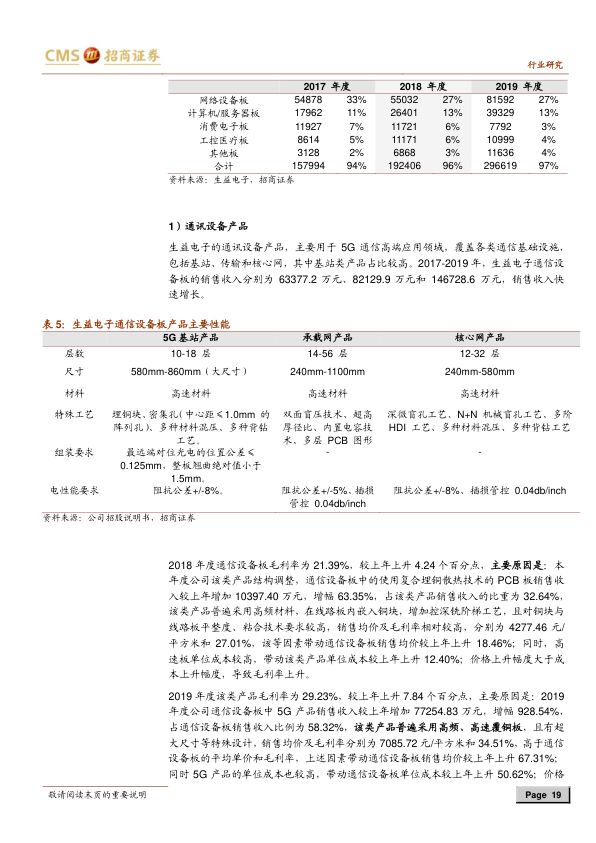 CMS 招商证券
行业研究
2017 年度 2018 年度 2019 年度
网络设备板 54878 33% 55032 27% 81592 27%
计算机/服务器板 17962 11% 26401 13% 39329 13%
消费电子板 11927 7% 11721 6% 7792 3%
工控医疗板 8614 5% 11171 6% 10999 4%
其他板 3128 2% 6868 3% 11636 4%
合计 157994 94% 192406 96% 296619 97%
资料来源：生益电子，招商证券
1）通讯设备产品
生益电子的通讯设备产品，主要用于 5G 通信高端应用领域，覆盖各类通信基础设施，
包括基站、传输和核心网，其中基站类产品占比较高。2017-2019 年，生益电子通信设
备板的销售收入分别为 63377.2 万元、82129.9 万元和 146728.6 万元，销售收入快
速增长。
表 5：生益电子通信设备板产品主要性能
5G 基站产品 承载网产品 核心网产品
层数 10-18 层 14-56 层 12-32 层
尺寸 580mm-860mm（大尺寸） 240mm-1100mm 240mm-580mm
材料 高速材料 高速材料 高速材料
特殊工艺 埋铜块、密集孔（中心距≤1.0mm 的 双面盲压技术、超高 深微盲孔工艺、N+N 机械盲孔工艺、多阶
阵列孔）、多种材料混压、多种背钻 厚径比、内置电容技 HDI 工艺、多种材料混压、多种背钻工艺
工艺。 术、多层 PCB 图形
组装要求 最远端对位光电的位置公差≤ - -
0.125mm，整板翘曲绝对值小于
1.5mm。
电性能要求 阻抗公差+/-8%。 阻抗公差+/-5%、插损 阻抗公差+/-8%、插损管控 0.04db/inch
管控 0.04db/inch
资料来源：公司招股说明书，招商证券
2018 年度通信设备板毛利率为 21.39%，较上年上升 4.24 个百分点，主要原因是：本
年度公司该类产品结构调整，通信设备板中的使用复合埋铜散热技术的 PCB 板销售收
入较上年增加 10397.40 万元，增幅 63.35%，占该类产品销售收入的比重为 32.64%，
该类产品普遍采用高频材料，在线路板内嵌入铜块，增加控深铣阶梯工艺，且对铜块与
线路板平整度、粘合技术要求较高，销售均价及毛利率相对较高，分别为 4277.46 元/
平方米和 27.01%，该等因素带动通信设备板销售均价较上年上升 18.46%；同时，高
速板单位成本较高，带动该类产品单位成本较上年上升 12.40%；价格上升幅度大于成
本上升幅度，导致毛利率上升。
2019 年度该类产品毛利率为 29.23%，较上年上升 7.84 个百分点，主要原因是：2019
年度公司通信设备板中 5G 产品销售收入较上年增加 77254.83 万元，增幅 928.54%，
占通信设备板销售收入比例为 58.32%，该类产品普遍采用高频、高速覆铜板，且有超
大尺寸等特殊设计，销售均价及毛利率分别为 7085.72 元/平方米和 34.51%，高于通信
设备板的平均单价和毛利率，上述因素带动通信设备板销售均价较上年上升 67.31%；
同时 5G 产品的单位成本也较高，带动通信设备板单位成本较上年上升 50.62%；价格
敬请阅读末页的重要说明
Page 19